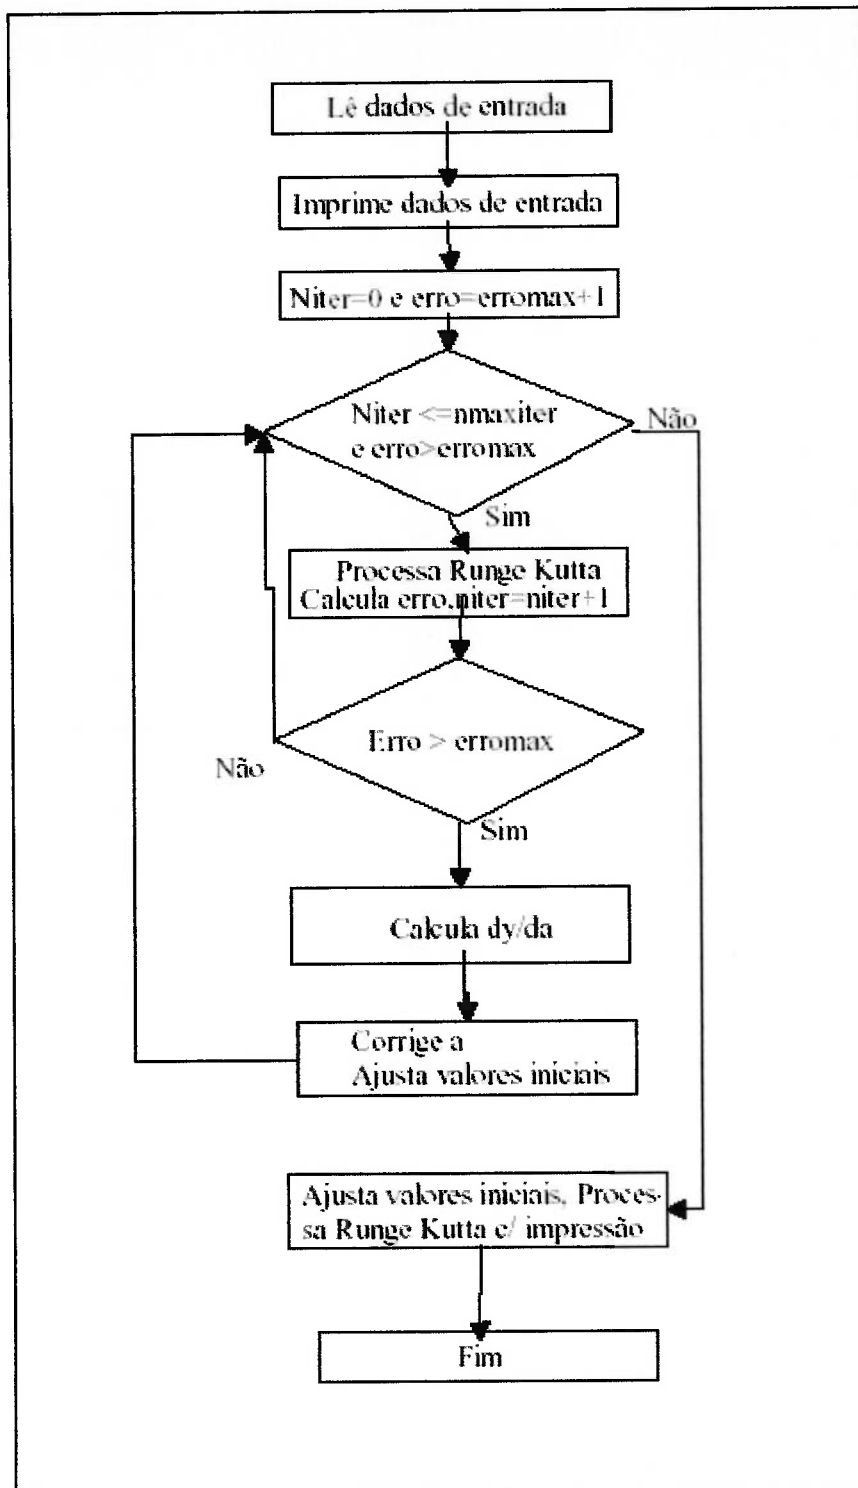 Lê dados de entrada
Imprime dados de entrada
Niter=0 e erro=erromax+1
Niter <=nmaxiter
e erro>erromax
Não
Sim
Processa Runge Kutta
Calcula erro,niter=niter+1
Erro > erromax
Não
Sim
Calcula dy/da
Corrige a
Ajusta valores iniciais
Ajusta valores iniciais, Proces-
sa Runge Kutta c/ impressão
Fim